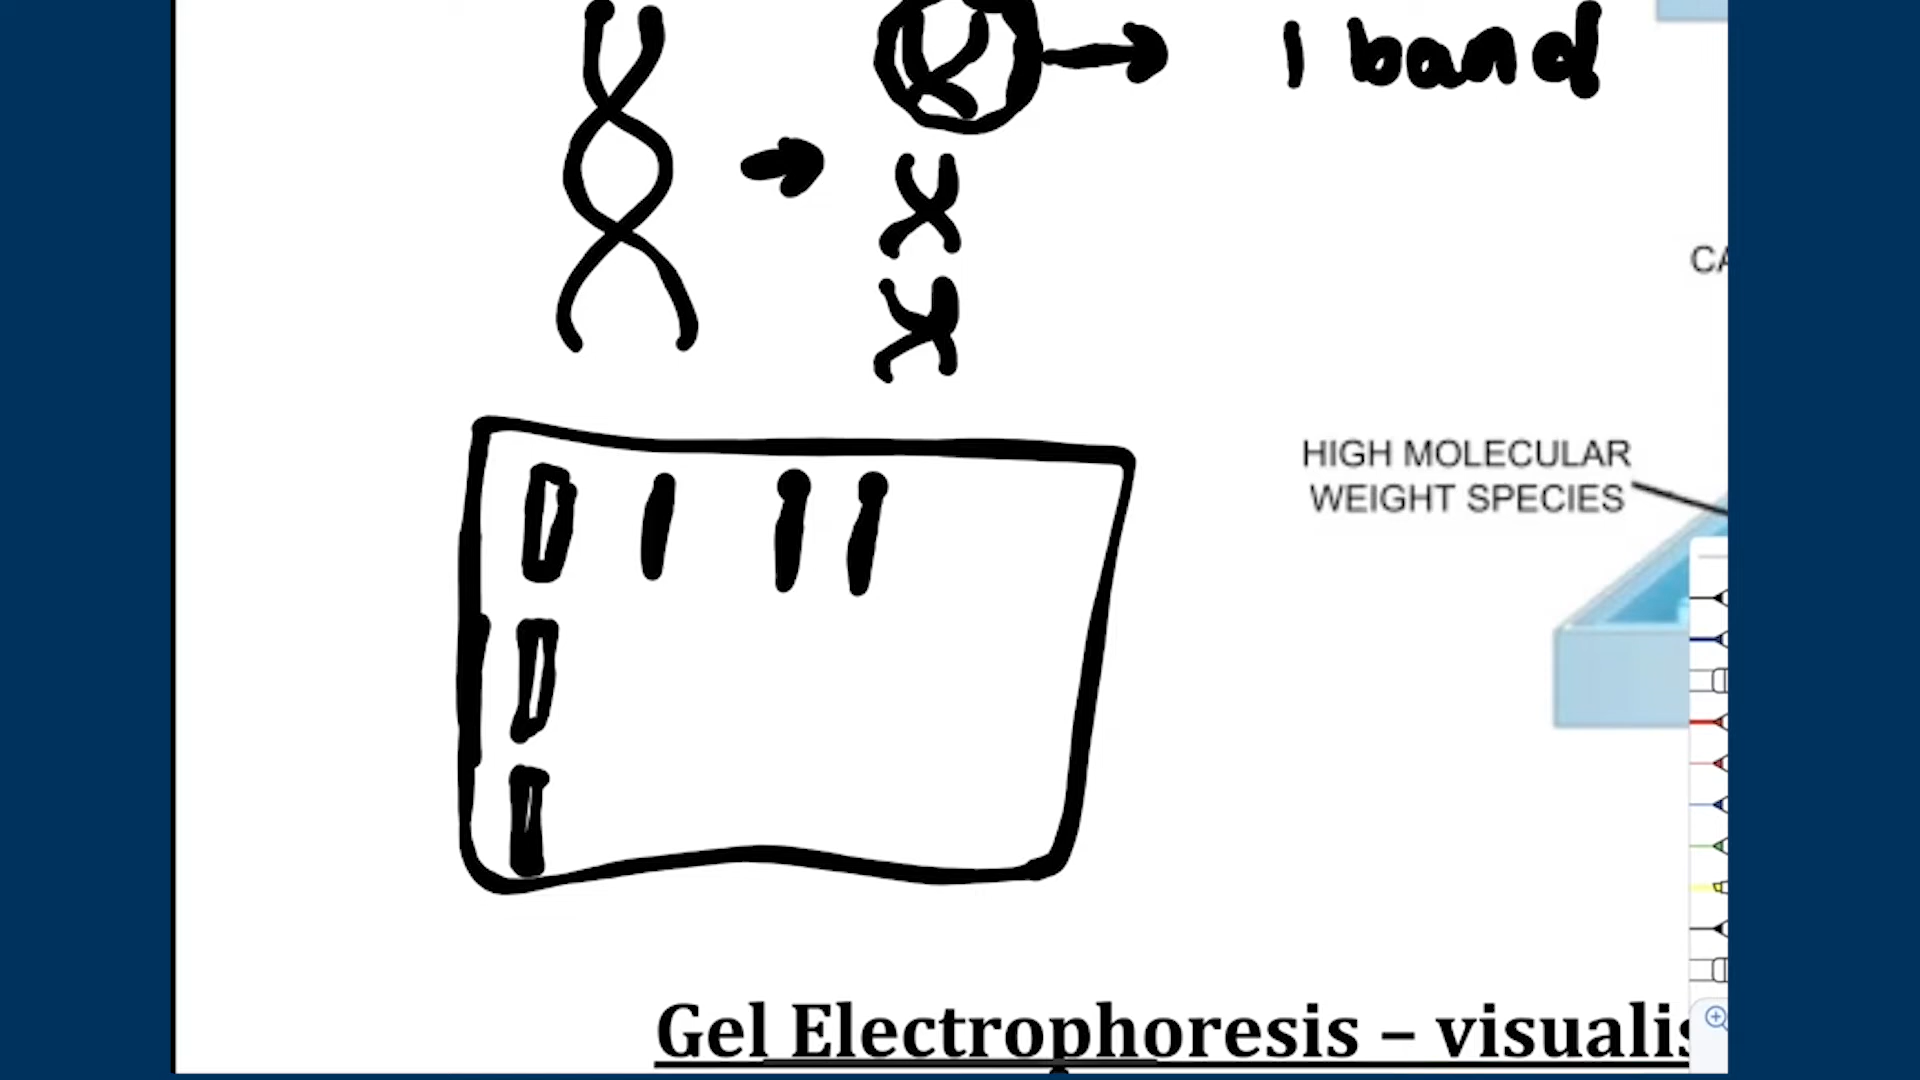 1 band
CA
HIGH MOLECULAR
WEIGHT SPECIES
Gel Electrophoresis – visualis